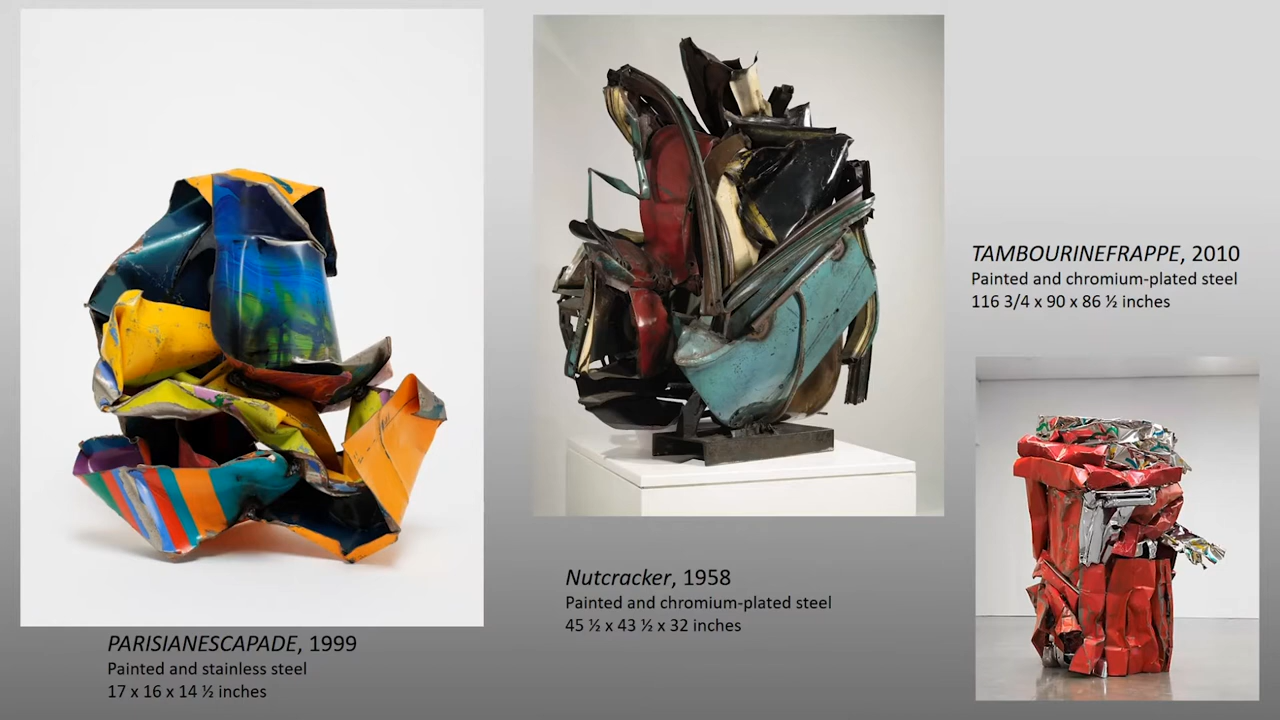 PARISIANESCAPADE, 1999
Painted and stainless steel
17 x 16 x 14 ½ inches
Nutcracker, 1958
Painted and chromium-plated steel
45 ½ x 43 ½ x 32 inches
TAMBOURINEFRAPPE, 2010
Painted and chromium-plated steel
116 3/4 x 90 x 86 ½ inches